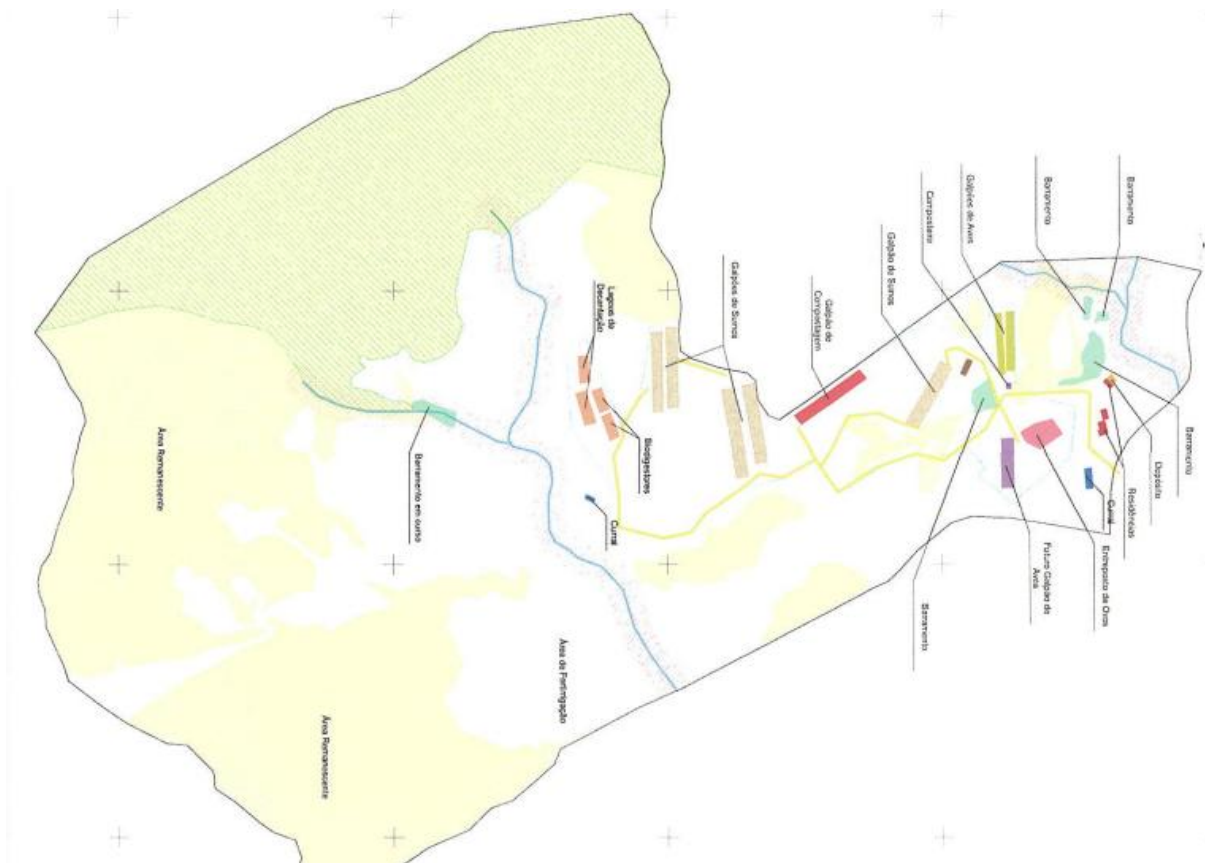 Barramento
Barramento
Galpões de Aves
Composteira
Galpão de Suinos
Galpões de Suinos
Galpão de
Compostagem
Lagoas de
Decantação
Biodigestores
Barramento em curso
Curral
Barramento
Depósito
Residências
Curral
Entreposto de Ovos
Futuro Galpão de
Aves
Barramento
Área Remanescente
Área de Fertirrigação
Área Remanescente